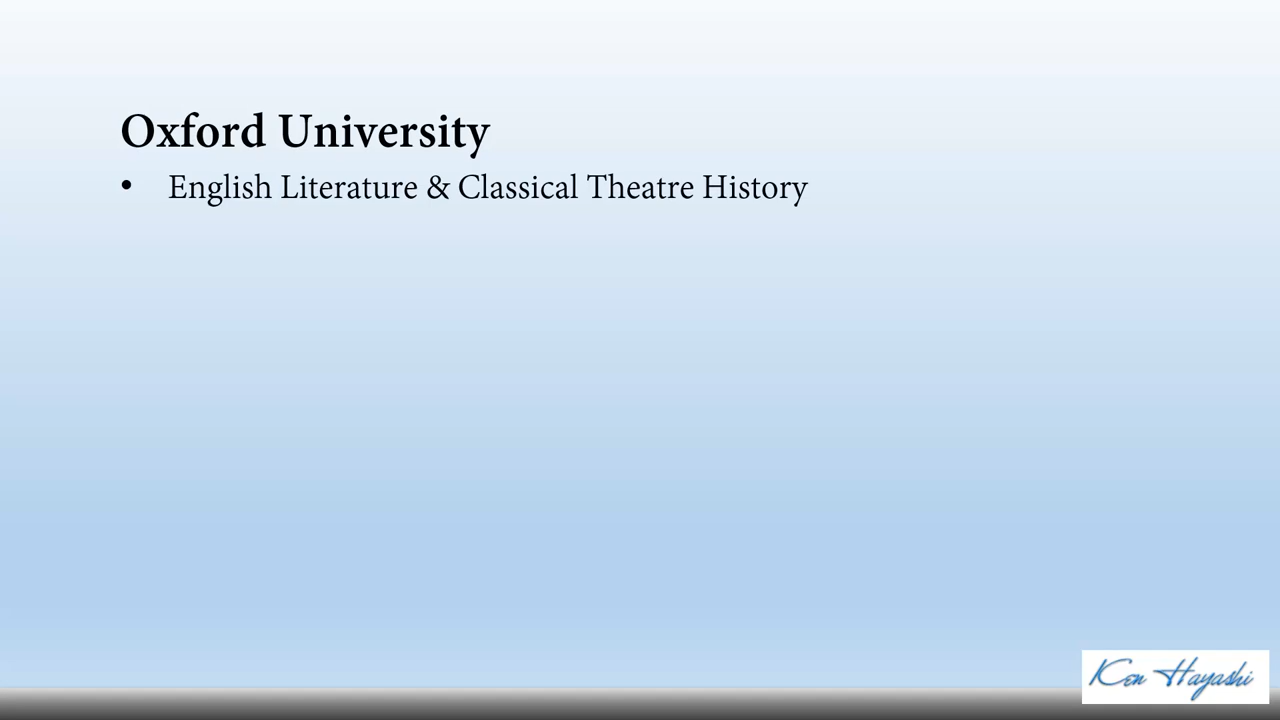 Oxford University
• English Literature & Classical Theatre History
Ken Hayashi